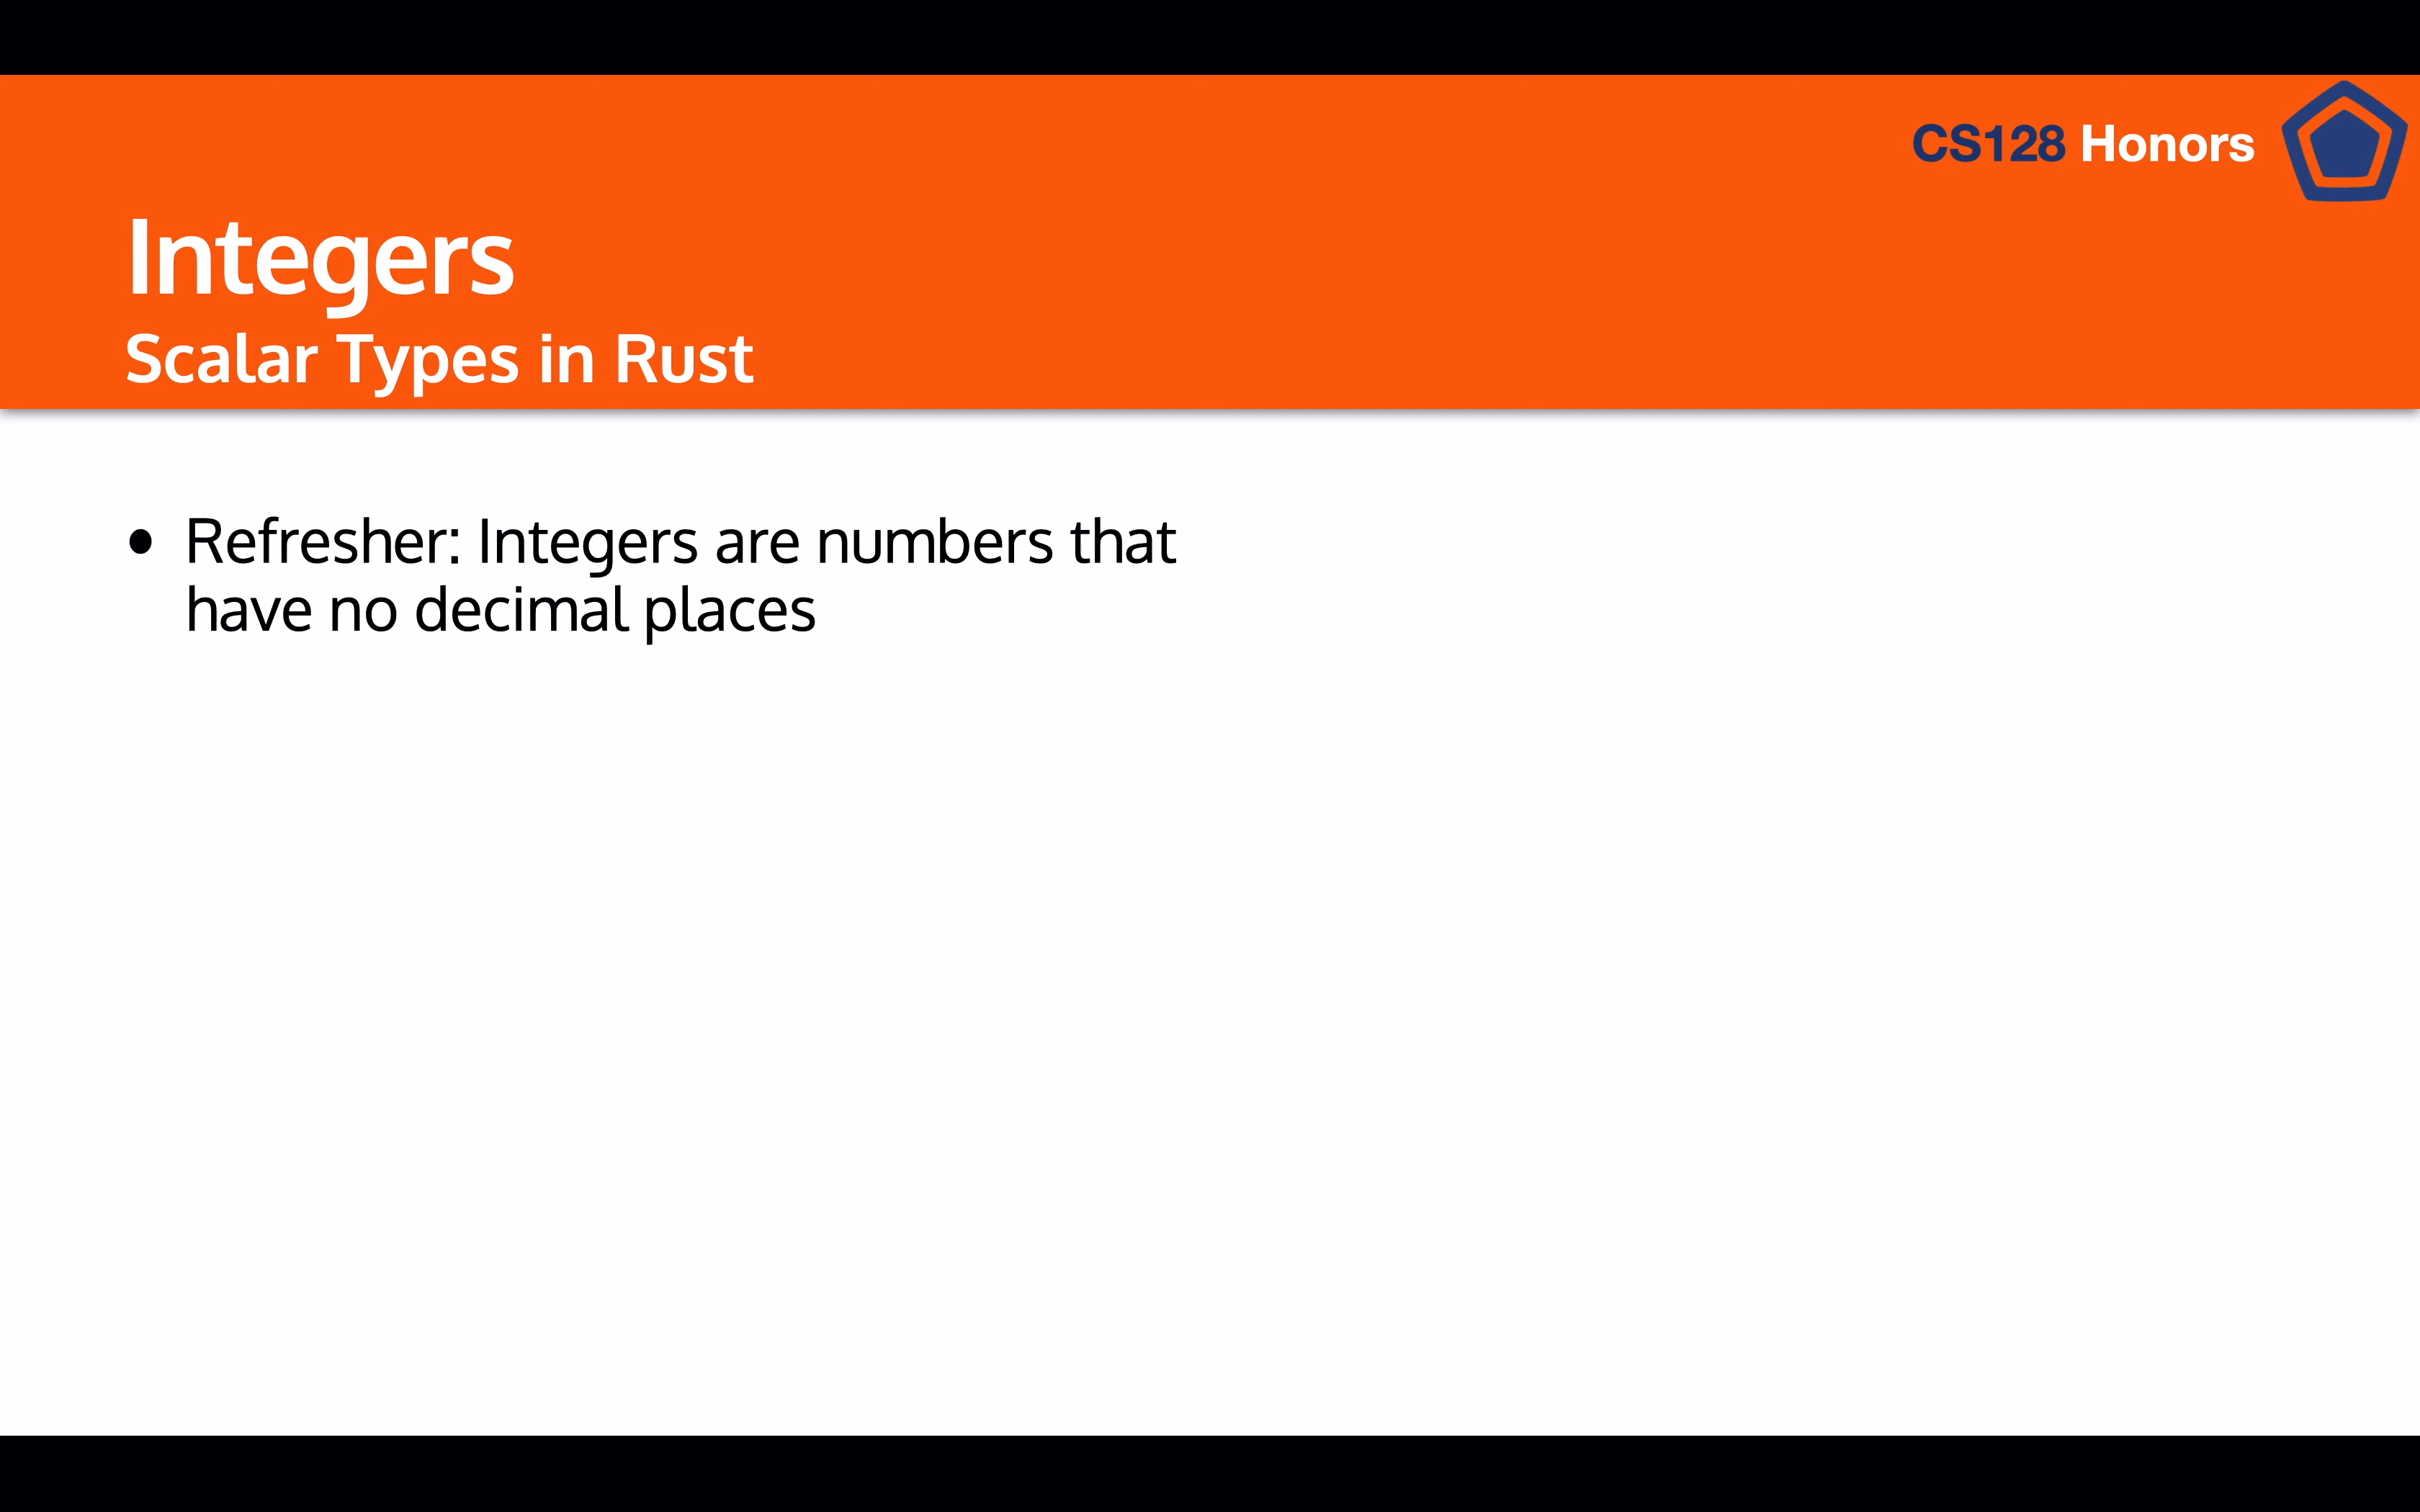 CS128 Honors
Integers
Scalar Types in Rust
• Refresher: Integers are numbers that
have no decimal places